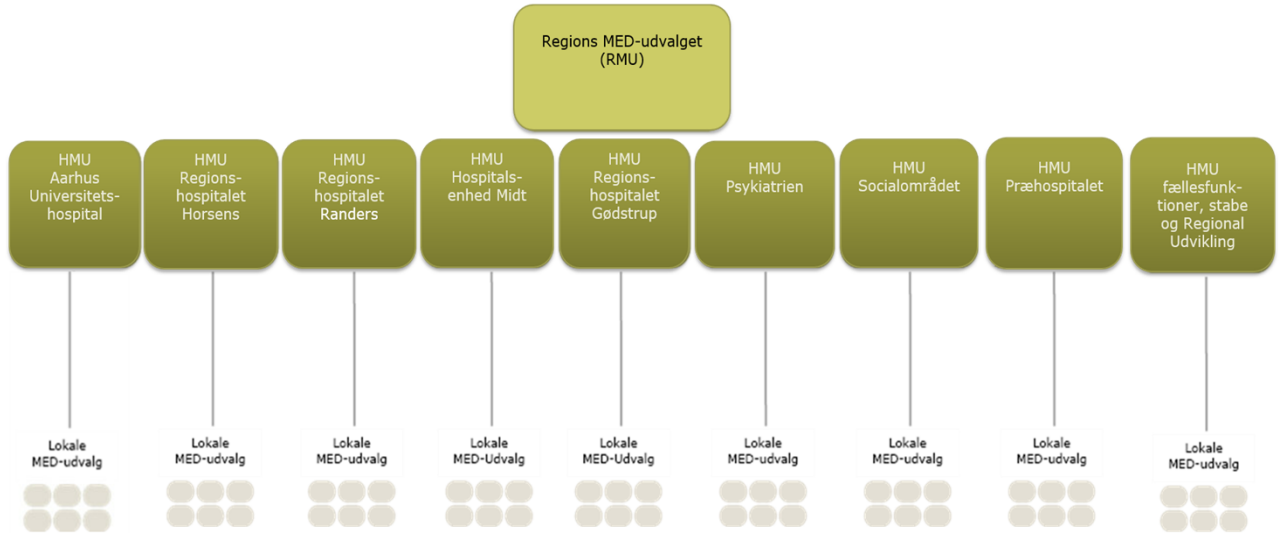 Regions MED-udvalget
(RMU)
HMU
Aarhus
Universitets-
hospital
HMU
Regions-
hospitalet
Horsens
HMU
Regions-
hospitalet
Randers
HMU
Hospitals-
enhed Midt
HMU
Regions-
hospitalet
Gødstrup
HMU
Psykiatrien
HMU
Socialområdet
HMU
Præhospitalet
HMU
fællesfunk-
tioner, stabe
og Regional
Udvikling
Lokale
MED-udvalg
Lokale
MED-udvalg
Lokale
MED-udvalg
Lokale
MED-Udvalg
Lokale
MED-Udvalg
Lokale
MED-udvalg
Lokale
MED-udvalg
Lokale
MED-udvalg
Lokale
MED-udvalg